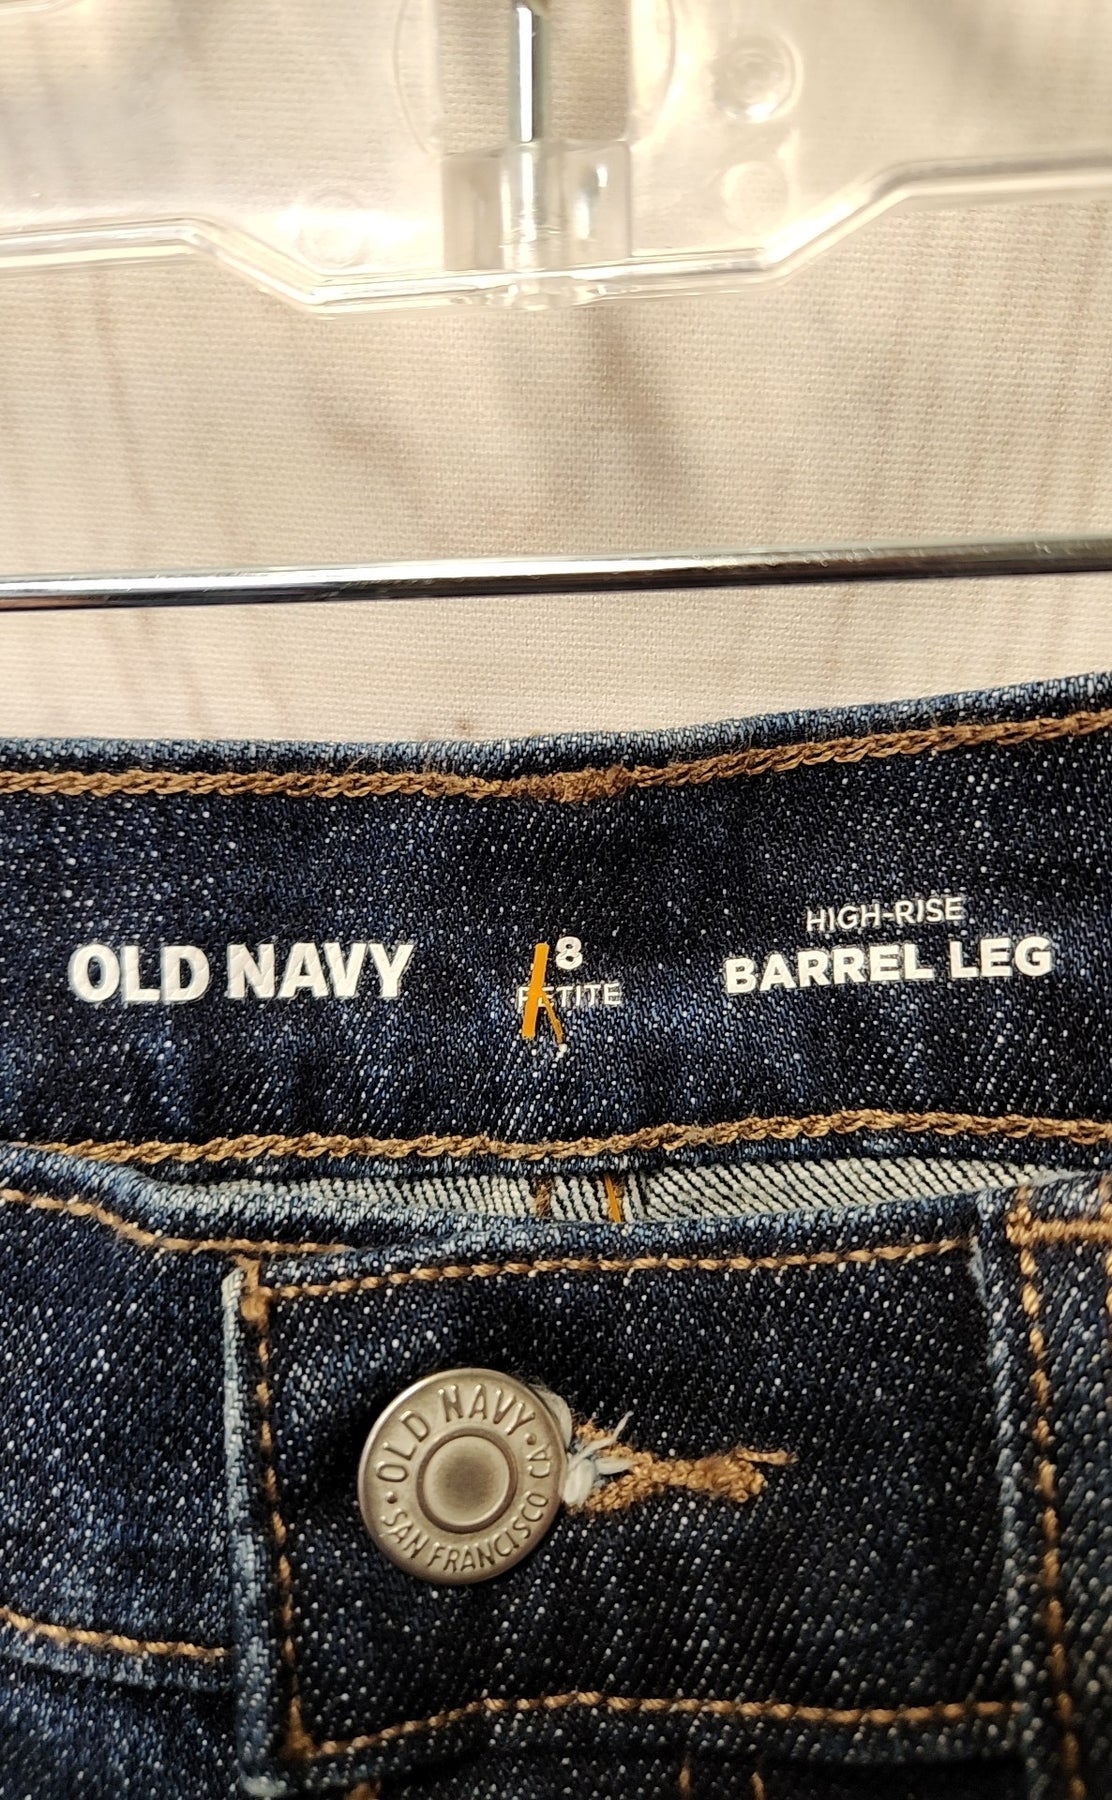 OLD NAVY
8
PETITE
HIGH-RISE
BARREL LEG
OLD NAVY
SAN FRANCISCO CA